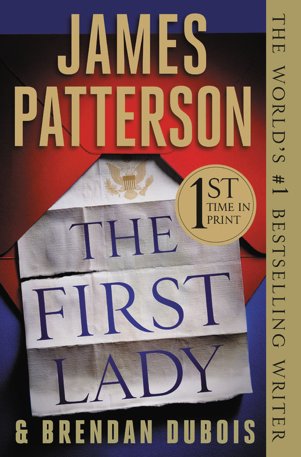 JAMES
PATTERSON
1ST
TIME IN
PRINT
THE
FIRST
LADY
& BRENDAN DUBOIS
THE WORLD'S #1 BESTSELLING WRITER